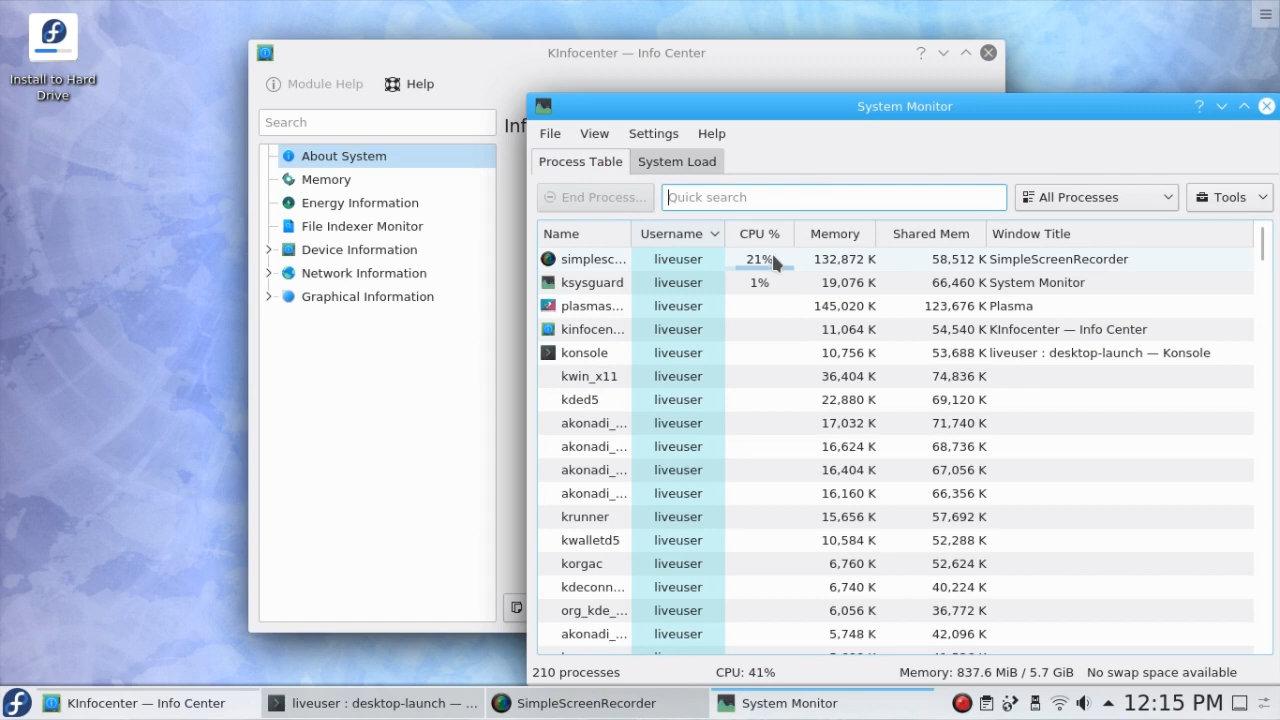 Install to Hard
Drive
KInfocenter — Info Center
Module Help
Help
Search
Inf
About System
Memory
Energy Information
File Indexer Monitor
Device Information
Network Information
Graphical Information
System Monitor
File View Settings Help
Process Table System Load
End Process... Quick search All Processes Tools
Name Username CPU % Memory Shared Mem Window Title
simplesc... liveuser 21% 132,872 K 58,512 K SimpleScreenRecorder
ksysguard liveuser 1% 19,076 K 66,460 K System Monitor
plasmas... liveuser 145,020 K 123,676 K Plasma
kinfocen... liveuser 11,064 K 54,540 K KInfocenter — Info Center
konsole liveuser 10,756 K 53,688 K liveuser : desktop-launch — Konsole
kwin_x11 liveuser 36,404 K 74,836 K
kded5 liveuser 22,880 K 69,120 K
akonadi_... liveuser 17,032 K 71,740 K
akonadi_... liveuser 16,624 K 68,736 K
akonadi_... liveuser 16,404 K 67,056 K
akonadi_... liveuser 16,160 K 66,356 K
krunner liveuser 15,656 K 57,692 K
kwalletd5 liveuser 10,584 K 52,288 K
korgac liveuser 6,760 K 52,624 K
kdeconn... liveuser 6,740 K 40,224 K
org_kde_... liveuser 6,056 K 36,772 K
akonadi_... liveuser 5,748 K 42,096 K
210 processes CPU: 41% Memory: 837.6 MiB / 5.7 GiB No swap space available
KInfocenter — Info Center liveuser : desktop-launch — ... SimpleScreenRecorder System Monitor 12:15 PM